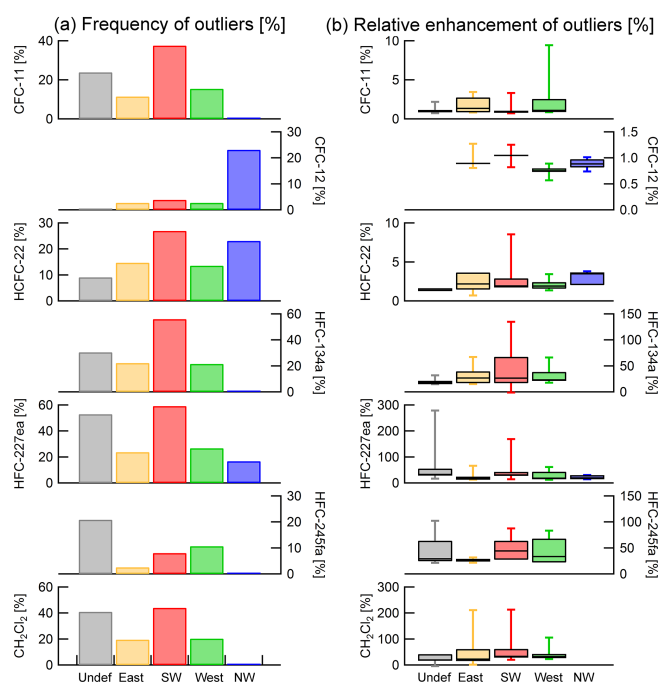 (a) Frequency of outliers [%]
(b) Relative enhancement of outliers [%]
CFC-11 [%]
40
20
0
CFC-11 [%]
10
5
0
30
20
10
0
CFC-12 [%]
1.5
1.0
0.5
0.0
CFC-12 [%]
HCFC-22 [%]
30
20
10
0
HCFC-22 [%]
10
5
0
60
40
20
0
HFC-134a [%]
150
100
50
0
HFC-134a [%]
HFC-227ea [%]
60
40
20
0
HFC-227ea [%]
300
200
100
0
30
20
10
0
HFC-245fa [%]
150
100
50
0
HFC-245fa [%]
CH₂Cl₂ [%]
60
40
20
0
CH₂Cl₂ [%]
300
200
100
0
Undef East SW West NW
Undef East SW West NW